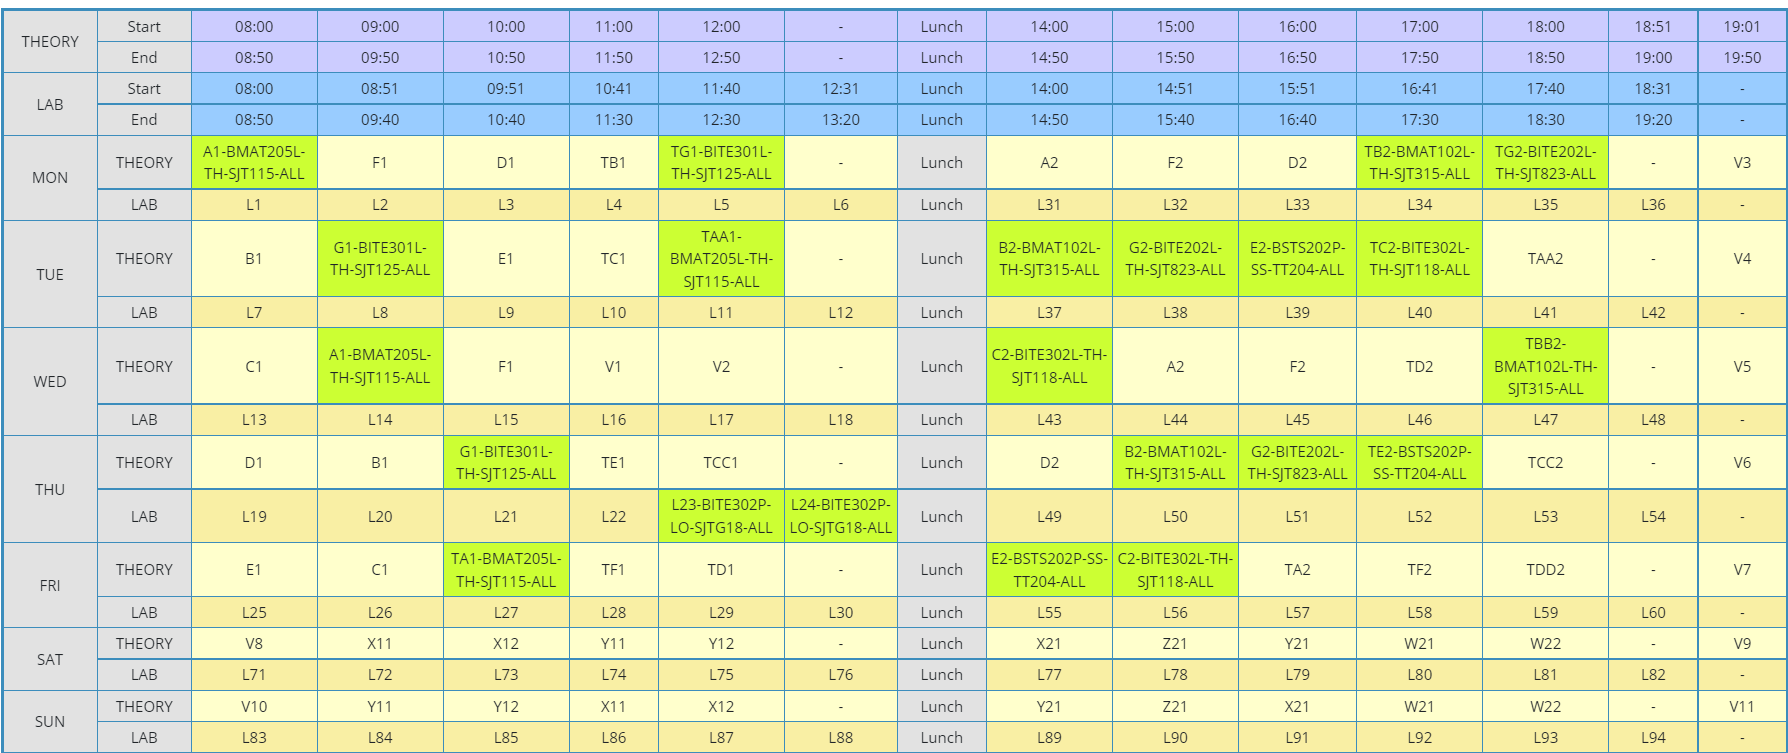 THEORY Start 08:00 09:00 10:00 11:00 12:00 - Lunch 14:00 15:00 16:00 17:00 18:00 18:51 19:01
End 08:50 09:50 10:50 11:50 12:50 - Lunch 14:50 15:50 16:50 17:50 18:50 19:00 19:50
LAB Start 08:00 08:51 09:51 10:41 11:40 12:31 Lunch 14:00 14:51 15:51 16:41 17:40 18:31 -
End 08:50 09:40 10:40 11:30 12:30 13:20 Lunch 14:50 15:40 16:40 17:30 18:30 19:20 -
MON THEORY A1-BMAT205L-TH-SJT115-ALL F1 D1 TB1 TG1-BITE301L-TH-SJT125-ALL - Lunch A2 F2 D2 TB2-BMAT102L-TH-SJT315-ALL TG2-BITE202L-TH-SJT823-ALL - V3
LAB L1 L2 L3 L4 L5 L6 Lunch L31 L32 L33 L34 L35 L36 -
TUE THEORY B1 G1-BITE301L-TH-SJT125-ALL E1 TC1 TAA1-BMAT205L-TH-SJT115-ALL - Lunch B2-BMAT102L-TH-SJT315-ALL G2-BITE202L-TH-SJT823-ALL E2-BSTS202P-SS-TT204-ALL TC2-BITE302L-TH-SJT118-ALL TAA2 - V4
LAB L7 L8 L9 L10 L11 L12 Lunch L37 L38 L39 L40 L41 L42 -
WED THEORY C1 A1-BMAT205L-TH-SJT115-ALL F1 V1 V2 - Lunch C2-BITE302L-TH-SJT118-ALL A2 F2 TD2 TBB2-BMAT102L-TH-SJT315-ALL - V5
LAB L13 L14 L15 L16 L17 L18 Lunch L43 L44 L45 L46 L47 L48 -
THU THEORY D1 B1 G1-BITE301L-TH-SJT125-ALL TE1 TCC1 - Lunch D2 B2-BMAT102L-TH-SJT315-ALL G2-BITE202L-TH-SJT823-ALL TE2-BSTS202P-SS-TT204-ALL TCC2 - V6
LAB L19 L20 L21 L22 L23-BITE302P-LO-SJTG18-ALL L24-BITE302P-LO-SJTG18-ALL Lunch L49 L50 L51 L52 L53 L54 -
FRI THEORY E1 C1 TA1-BMAT205L-TH-SJT115-ALL TF1 TD1 - Lunch E2-BSTS202P-SS-TT204-ALL C2-BITE302L-TH-SJT118-ALL TA2 TF2 TDD2 - V7
LAB L25 L26 L27 L28 L29 L30 Lunch L55 L56 L57 L58 L59 L60 -
SAT THEORY V8 X11 X12 Y11 Y12 - Lunch X21 Z21 Y21 W21 W22 - V9
LAB L71 L72 L73 L74 L75 L76 Lunch L77 L78 L79 L80 L81 L82 -
SUN THEORY V10 Y11 Y12 X11 X12 - Lunch Y21 Z21 X21 W21 W22 - V11
LAB L83 L84 L85 L86 L87 L88 Lunch L89 L90 L91 L92 L93 L94 -